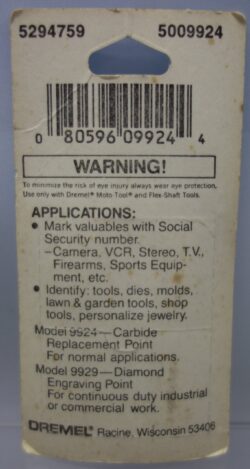 5294759 5009924
0 80596 09924 4
WARNING!
To minimize the risk of eye injury always wear eye protection.
Use only with Dremel® Moto Tool® and Flex-Shaft Tools.
APPLICATIONS:
● Mark valuables with Social
Security number.
–Camera, VCR, Stereo, T.V.,
Firearms, Sports Equip-
ment, etc.
● Identify: tools, dies, molds,
lawn & garden tools, shop
tools, personalize jewelry.
Model 9924—Carbide
Replacement Point
For normal applications.
Model 9929—Diamond
Engraving Point
For continuous duty industrial
or commercial work.
DREMEL® Racine, Wisconsin 53406